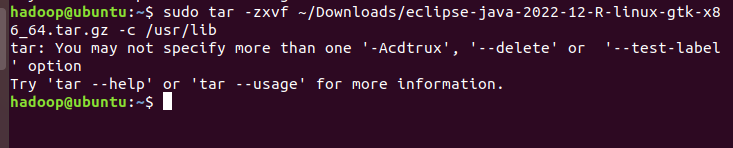 hadoop@ubuntu:~$ sudo tar -zxvf ~/Downloads/eclipse-java-2022-12-R-linux-gtk-x8
6_64.tar.gz -c /usr/lib
tar: You may not specify more than one '-Acdtrux', '--delete' or  '--test-label
' option
Try 'tar --help' or 'tar --usage' for more information.
hadoop@ubuntu:~$